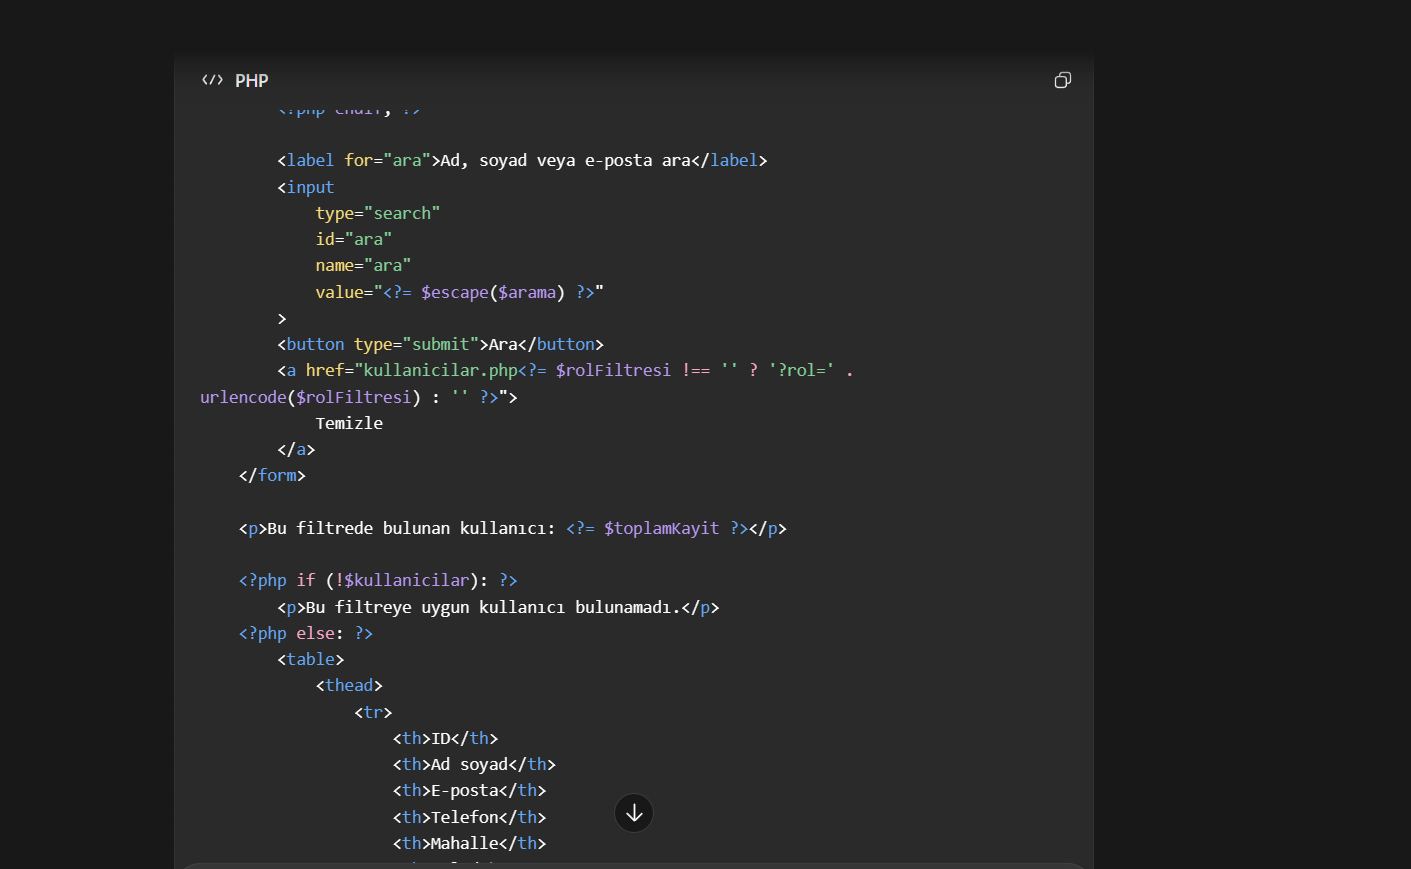 PHP
<label for="ara">Ad, soyad veya e-posta ara</label>
<input
type="search"
id="ara"
name="ara"
value="<?= $escape($arama) ?>"
>
<button type="submit">Ara</button>
<a href="kullanicilar.php<?= $rolFiltresi !== '' ? '?rol=' .
urlencode($rolFiltresi) : '' ?>">
Temizle
</a>
</form>
<p>Bu filtrede bulunan kullanıcı: <?= $toplamKayit ?></p>
<?php if (!$kullanicilar): ?>
<p>Bu filtreye uygun kullanıcı bulunamadı.</p>
<?php else: ?>
<table>
<thead>
<tr>
<th>ID</th>
<th>Ad soyad</th>
<th>E-posta</th>
<th>Telefon</th>
<th>Mahalle</th>